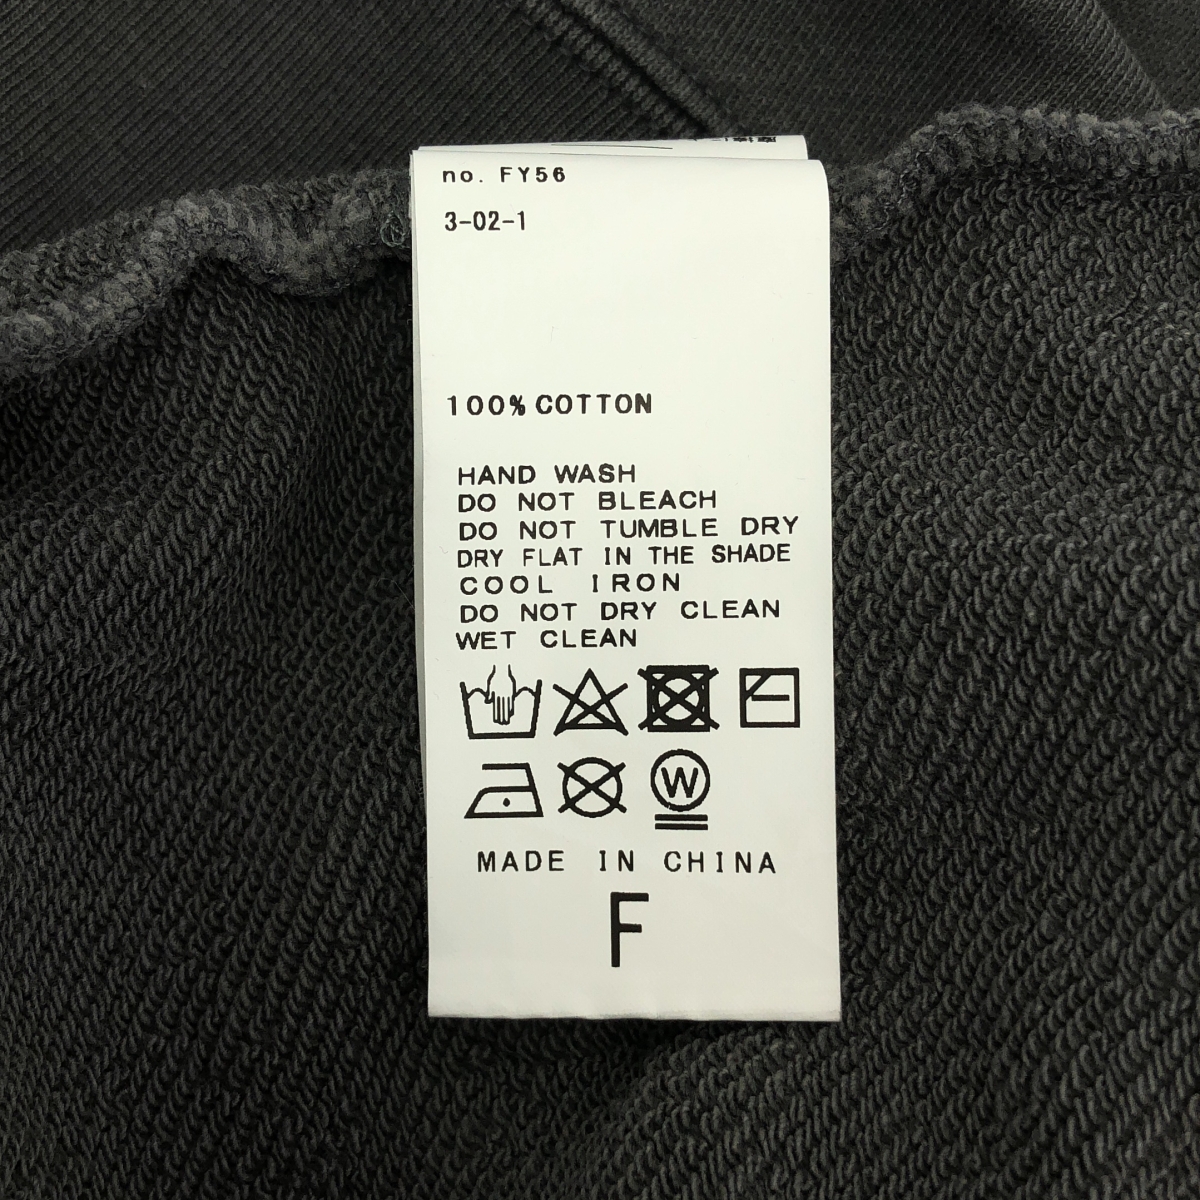 no. FY56
3-02-1
100% COTTON
HAND WASH
DO NOT BLEACH
DO NOT TUMBLE DRY
DRY FLAT IN THE SHADE
COOL IRON
DO NOT DRY CLEAN
WET CLEAN
W
MADE IN CHINA
F